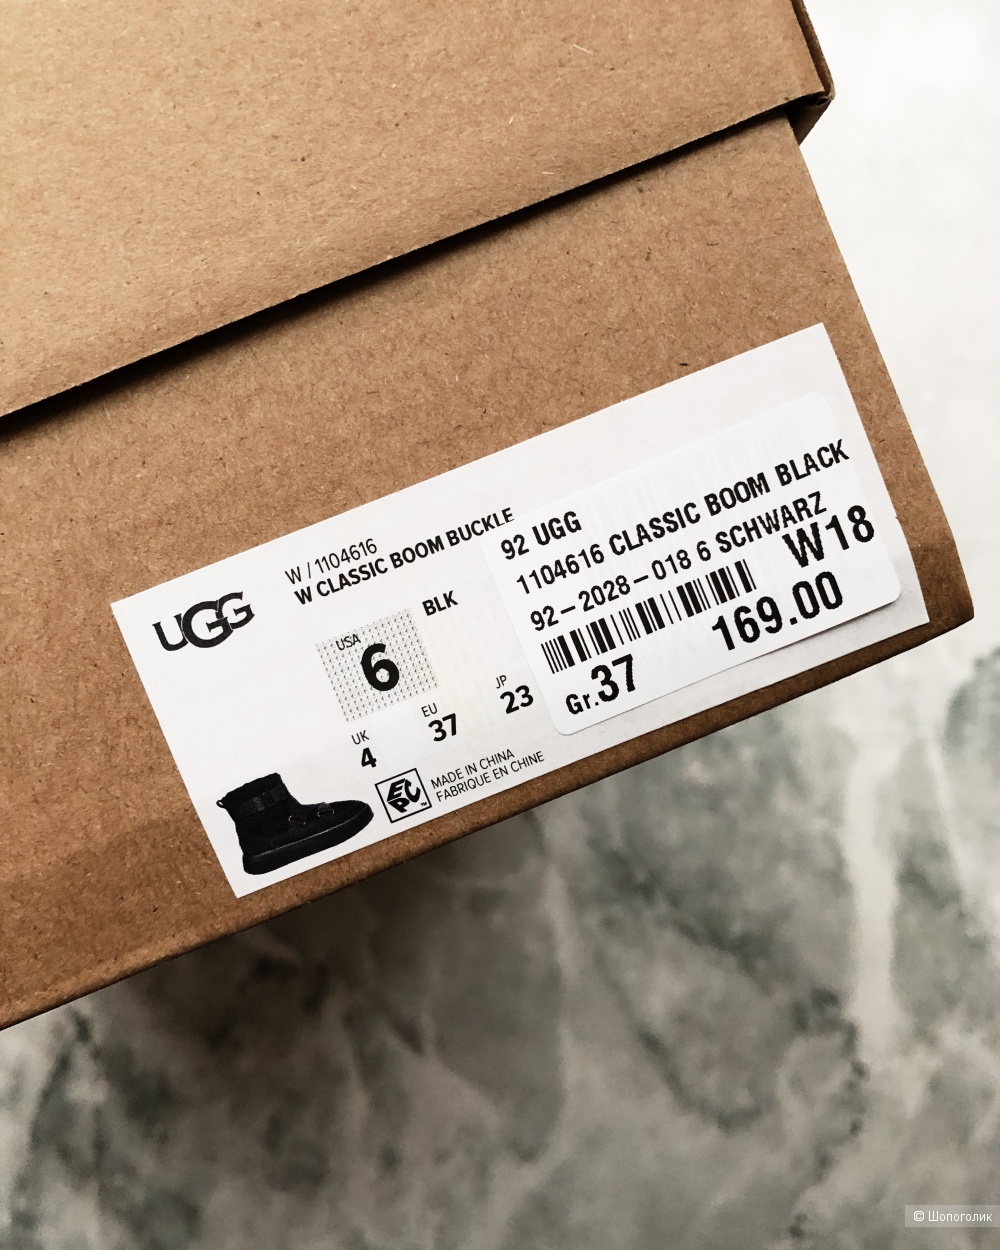 UGG
W / 1104616
W CLASSIC BOOM BUCKLE
BLK
USA
6
UK
4
EU
37
JP
23
EPC™
MADE IN CHINA
FABRIQUE EN CHINE
92 UGG
1104616 CLASSIC BOOM BLACK
92-2028-018 6 SCHWARZ
W18
169.00
Gr.37
© Шопоголик